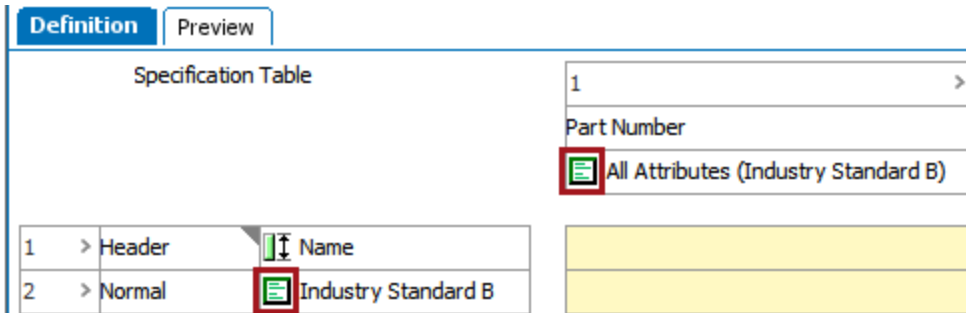 Definition Preview
Specification Table
1 >
Part Number
All Attributes (Industry Standard B)
1 > Header Name
2 > Normal Industry Standard B